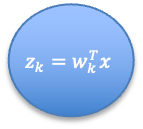 $z_k = w_k^T x$